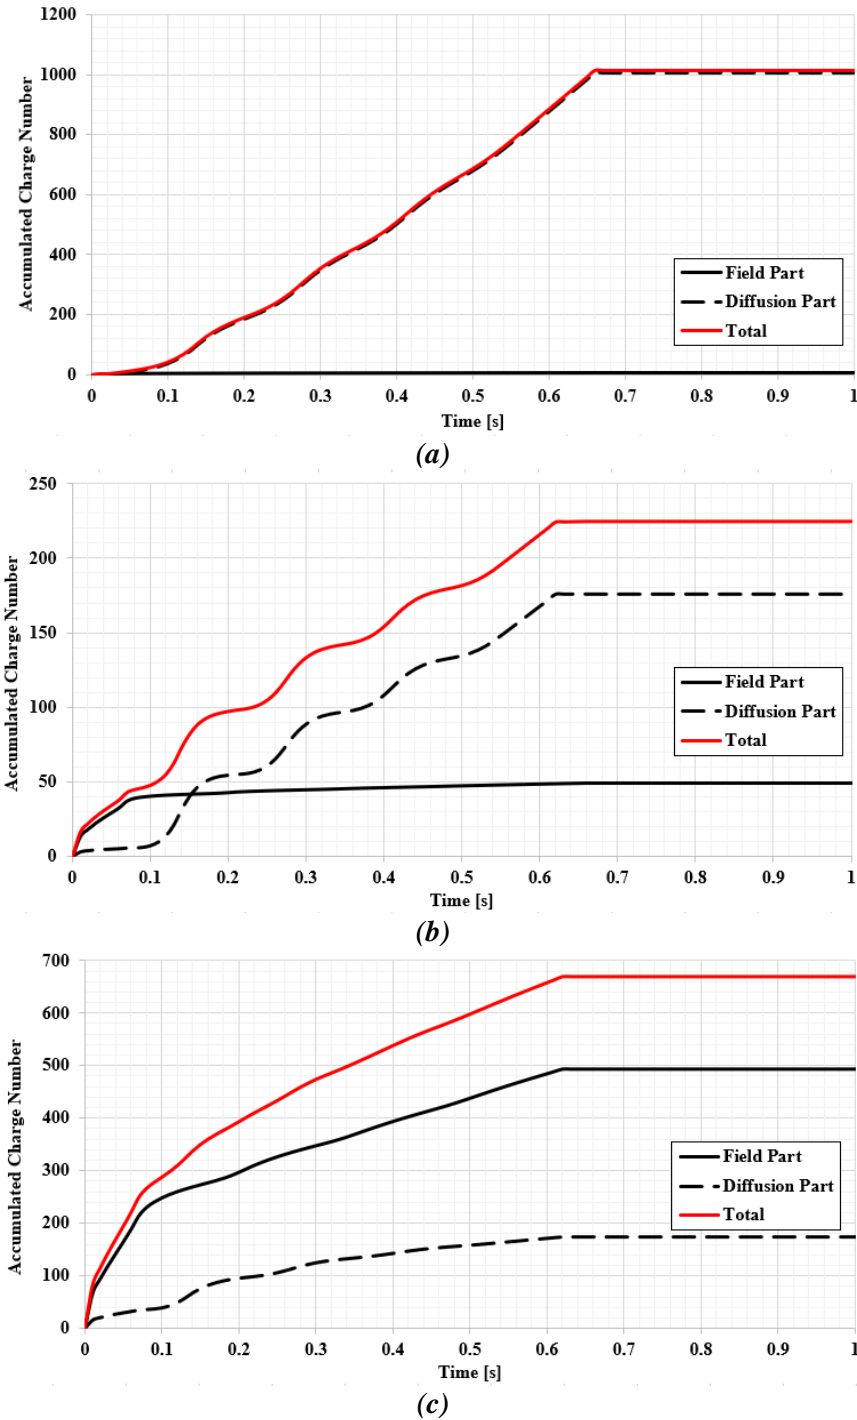 1200
1000
800
600
400
200
0
Accumulated Charge Number
Field Part
Diffusion Part
Total
0 0.1 0.2 0.3 0.4 0.5 0.6 0.7 0.8 0.9 1
Time [s]
(a)
250
200
150
100
50
0
Accumulated Charge Number
Field Part
Diffusion Part
Total
0 0.1 0.2 0.3 0.4 0.5 0.6 0.7 0.8 0.9 1
Time [s]
(b)
700
600
500
400
300
200
100
0
Accumulated Charge Number
Field Part
Diffusion Part
Total
0 0.1 0.2 0.3 0.4 0.5 0.6 0.7 0.8 0.9 1
Time [s]
(c)